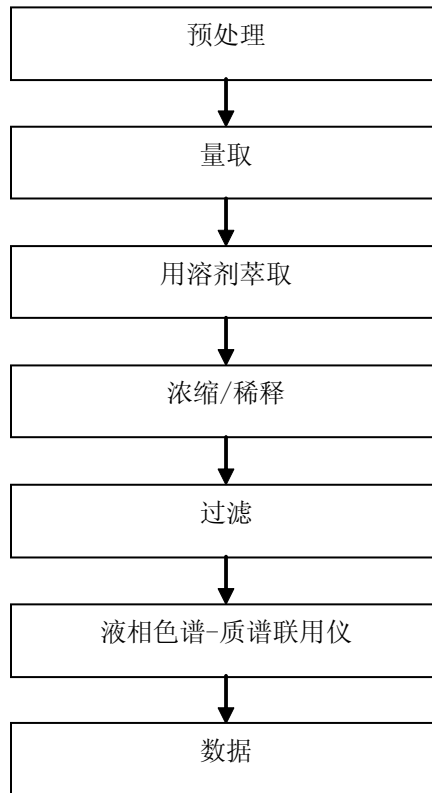 预处理
量取
用溶剂萃取
浓缩/稀释
过滤
液相色谱-质谱联用仪
数据